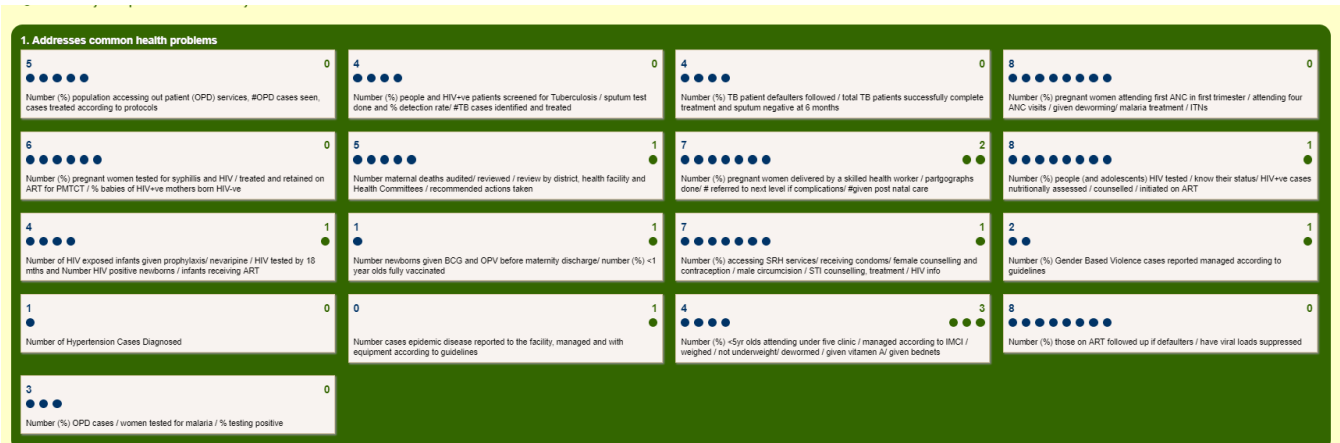 1. Addresses common health problems
5 0
Number (%) population accessing out patient (OPD) services, #OPD cases seen,
cases treated according to protocols
4 0
Number (%) people and HIV+ve patients screened for Tuberculosis / sputum test
done and % detection rate/ #TB cases identified and treated
4 0
Number (%) TB patient defaulters followed / total TB patients successfully complete
treatment and sputum negative at 6 months
8 0
Number (%) pregnant women attending first ANC in first trimester / attending four
ANC visits / given deworming/ malaria treatment / ITNs
6 0
Number (%) pregnant women tested for syphillis and HIV / treated and retained on
ART for PMTCT / % babies of HIV+ve mothers born HIV-ve
5 1
Number maternal deaths audited/ reviewed / review by district, health facility and
Health Committees / recommended actions taken
7 2
Number (%) pregnant women delivered by a skilled health worker / partgographs
done/ # referred to next level if complications/ #given post natal care
8 1
Number (%) people (and adolescents) HIV tested / know their status/ HIV+ve cases
nutritionally assessed / counselled / initiated on ART
4 1
Number of HIV exposed infants given prophylaxis/ nevaripine / HIV tested by 18
mths and Number HIV positive newborns / infants receiving ART
1 1
Number newborns given BCG and OPV before maternity discharge/ number (%) <1
year olds fully vaccinated
7 1
Number (%) accessing SRH services/ receiving condoms/ female counselling and
contraception / male circumcision / STI counselling, treatment / HIV info
2 1
Number (%) Gender Based Violence cases reported managed according to
guidelines
1 0
Number of Hypertension Cases Diagnosed
0 1
Number cases epidemic disease reported to the facility, managed and with
equipment according to guidelines
4 3
Number (%) <5yr olds attending under five clinic / managed according to IMCI /
weighed / not underweight/ dewormed / given vitamin A/ given bednets
8 0
Number (%) those on ART followed up if defaulters / have viral loads suppressed
3 0
Number (%) OPD cases / women tested for malaria / % testing positive